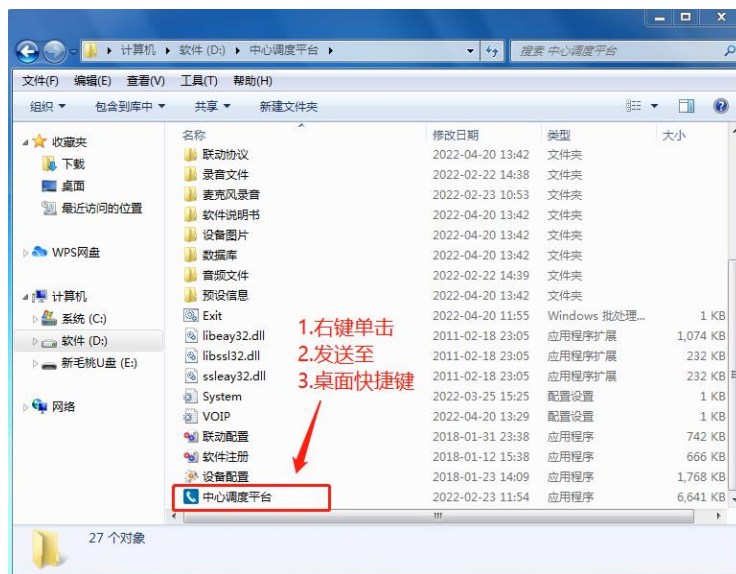 计算机 软件 (D:) 中心调度平台
搜索 中心调度平台
文件(F) 编辑(E) 查看(V) 工具(T) 帮助(H)
组织 包含到库中 共享 新建文件夹
收藏夹
下载
桌面
最近访问的位置
WPS网盘
计算机
系统 (C:)
软件 (D:)
新毛桃U盘 (E:)
网络
名称 修改日期 类型 大小
联动协议 2022-04-20 13:42 文件夹
录音文件 2022-02-22 14:38 文件夹
麦克风录音 2022-02-23 10:53 文件夹
软件说明书 2022-04-20 13:42 文件夹
设备图片 2022-04-20 13:42 文件夹
数据库 2022-04-20 13:42 文件夹
音频文件 2022-02-22 14:39 文件夹
预设信息 2022-04-20 13:42 文件夹
Exit 2022-04-20 11:55 Windows 批处理... 1 KB
libeay32.dll 2011-02-18 23:05 应用程序扩展 1,074 KB
libssl32.dll 2011-02-18 23:05 应用程序扩展 232 KB
ssleay32.dll 2011-02-18 23:05 应用程序扩展 232 KB
System 2022-03-25 15:25 配置设置 1 KB
VOIP 2022-04-20 13:29 配置设置 1 KB
联动配置 2018-01-31 23:38 应用程序 742 KB
软件注册 2018-01-12 15:38 应用程序 666 KB
设备配置 2018-01-23 14:09 应用程序 1,768 KB
中心调度平台 2022-02-23 11:54 应用程序 6,641 KB
1.右键单击
2.发送至
3.桌面快捷键
27 个对象